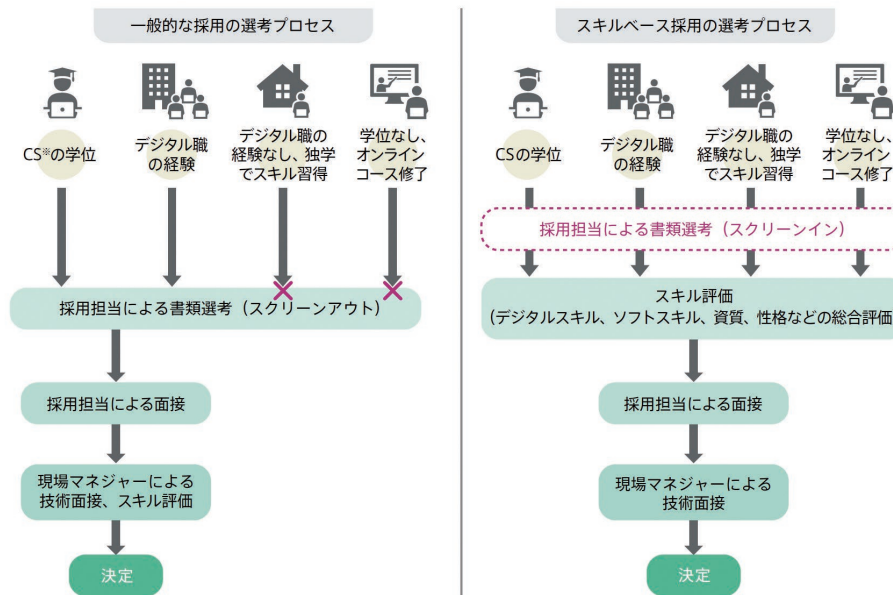 一般的な採用の選考プロセス
CS※の学位
デジタル職
の経験
デジタル職の
経験なし、独学
でスキル習得
学位なし、
オンライン
コース修了
採用担当による書類選考（スクリーンアウト）
採用担当による面接
現場マネジャーによる
技術面接、スキル評価
決定
スキルベース採用の選考プロセス
CSの学位
デジタル職
の経験
デジタル職の
経験なし、独学
でスキル習得
学位なし、
オンライン
コース修了
採用担当による書類選考（スクリーンイン）
スキル評価
(デジタルスキル、ソフトスキル、資質、性格などの総合評価
採用担当による面接
現場マネジャーによる
技術面接
決定